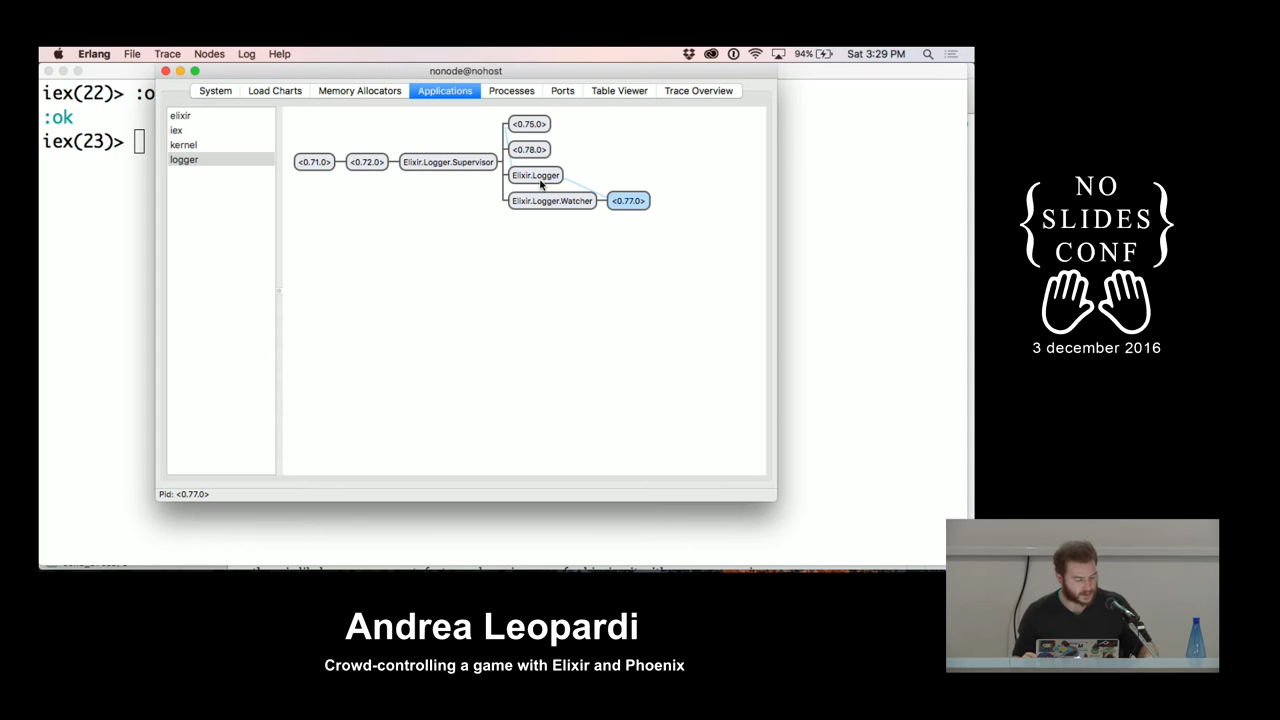 Erlang File Trace Nodes Log Help
94% Sat 3:29 PM
nonode@nohost
iex(22)> :o
:ok
iex(23)>
System Load Charts Memory Allocators Applications Processes Ports Table Viewer Trace Overview
elixir
iex
kernel
logger
<0.71.0> <0.72.0> Elixir.Logger.Supervisor
<0.75.0>
<0.78.0>
Elixir.Logger
Elixir.Logger.Watcher <0.77.0>
Pid: <0.77.0>
NO
SLIDES
CONF
3 december 2016
Andrea Leopardi
Crowd-controlling a game with Elixir and Phoenix